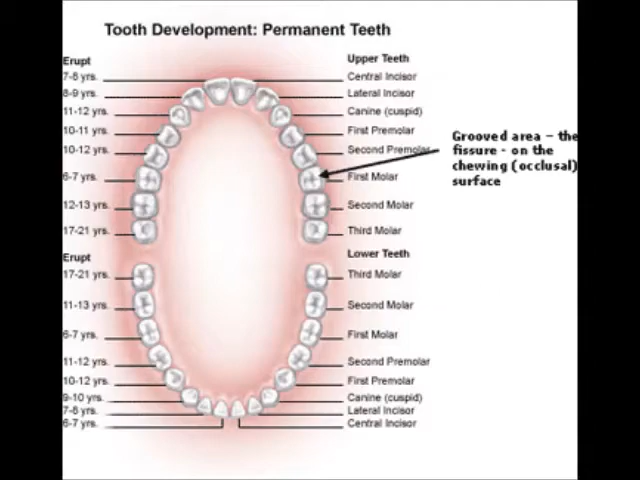 Tooth Development: Permanent Teeth
Erupt Upper Teeth
7-8 yrs. Central Incisor
8-9 yrs. Lateral Incisor
11-12 yrs. Canine (cuspid)
10-11 yrs. First Premolar
10-12 yrs. Second Premolar
6-7 yrs. First Molar
12-13 yrs. Second Molar
17-21 yrs. Third Molar
Grooved area – the
fissure - on the
chewing (occlusal)
surface
Erupt Lower Teeth
17-21 yrs. Third Molar
11-13 yrs. Second Molar
6-7 yrs. First Molar
11-12 yrs. Second Premolar
10-12 yrs. First Premolar
9-10 yrs. Canine (cuspid)
7-8 yrs. Lateral Incisor
6-7 yrs. Central Incisor